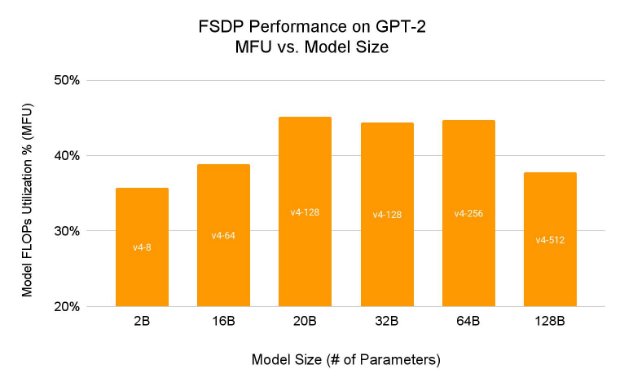 FSDP Performance on GPT-2
MFU vs. Model Size
Model FLOPs Utilization % (MFU)
50%
40%
30%
20%
v4-8
v4-64
v4-128
v4-128
v4-256
v4-512
2B
16B
20B
32B
64B
128B
Model Size (# of Parameters)